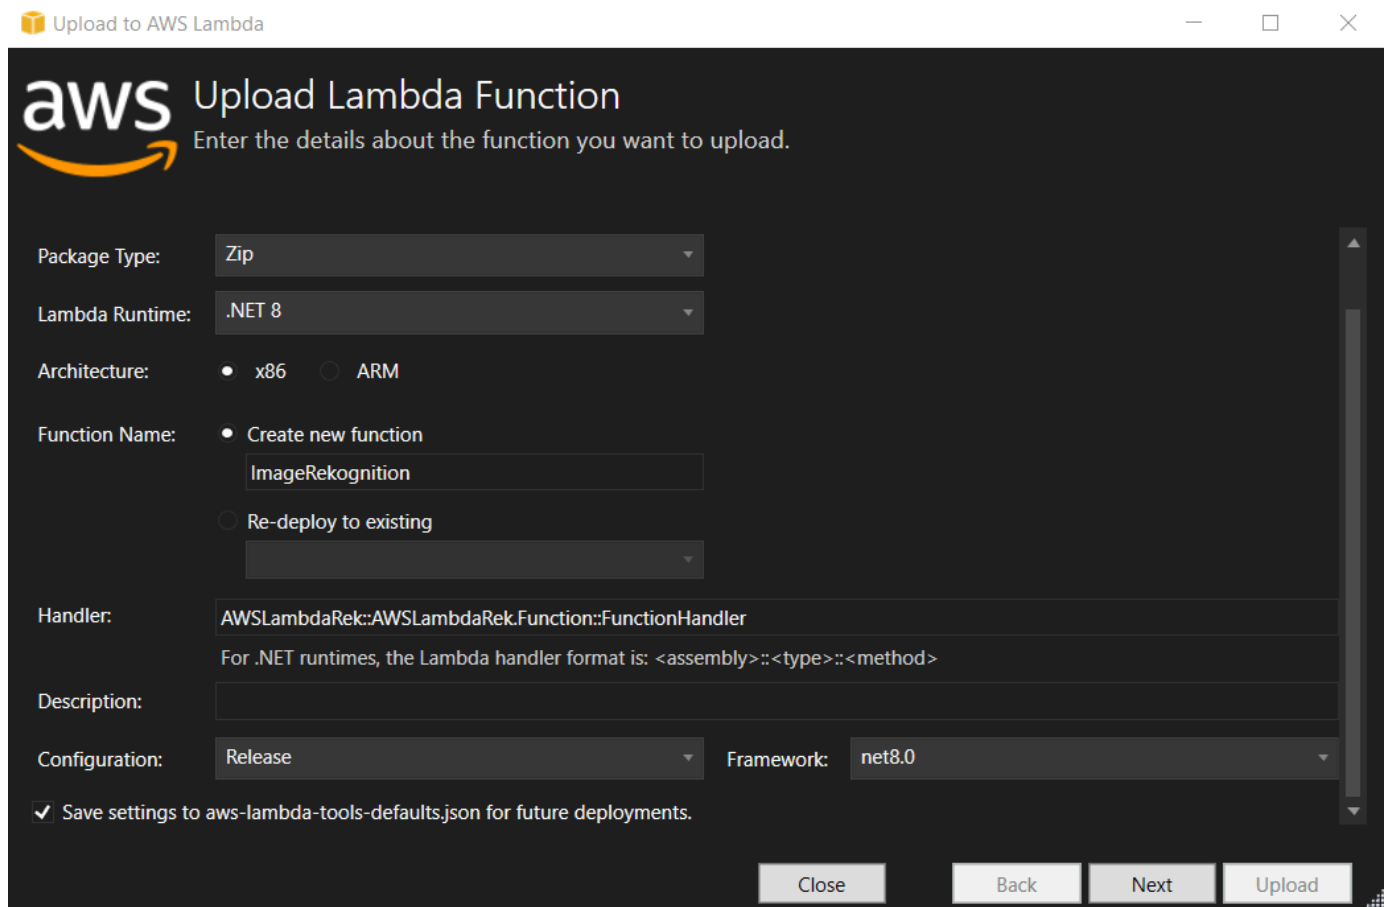 Upload to AWS Lambda
aws
Upload Lambda Function
Enter the details about the function you want to upload.
Package Type: Zip
Lambda Runtime: .NET 8
Architecture: x86 ARM
Function Name: Create new function
ImageRekognition
Re-deploy to existing
Handler: AWSLambdaRek::AWSLambdaRek.Function::FunctionHandler
For .NET runtimes, the Lambda handler format is: <assembly>::<type>::<method>
Description:
Configuration: Release Framework: net8.0
Save settings to aws-lambda-tools-defaults.json for future deployments.
Close Back Next Upload